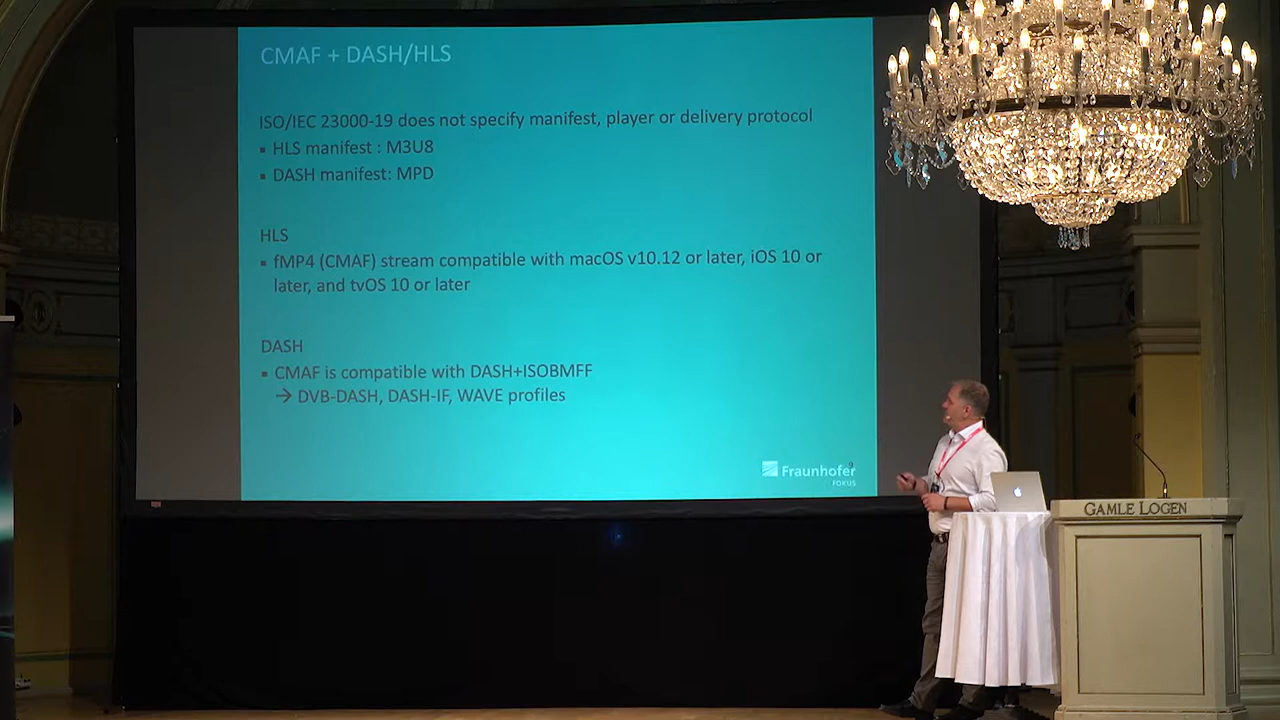 CMAF + DASH/HLS
ISO/IEC 23000-19 does not specify manifest, player or delivery protocol
▪ HLS manifest : M3U8
▪ DASH manifest: MPD
HLS
▪ fMP4 (CMAF) stream compatible with macOS v10.12 or later, iOS 10 or
later, and tvOS 10 or later
DASH
▪ CMAF is compatible with DASH+ISOBMFF
→ DVB-DASH, DASH-IF, WAVE profiles
9
Fraunhofer
FOKUS
GAMLE LOGEN